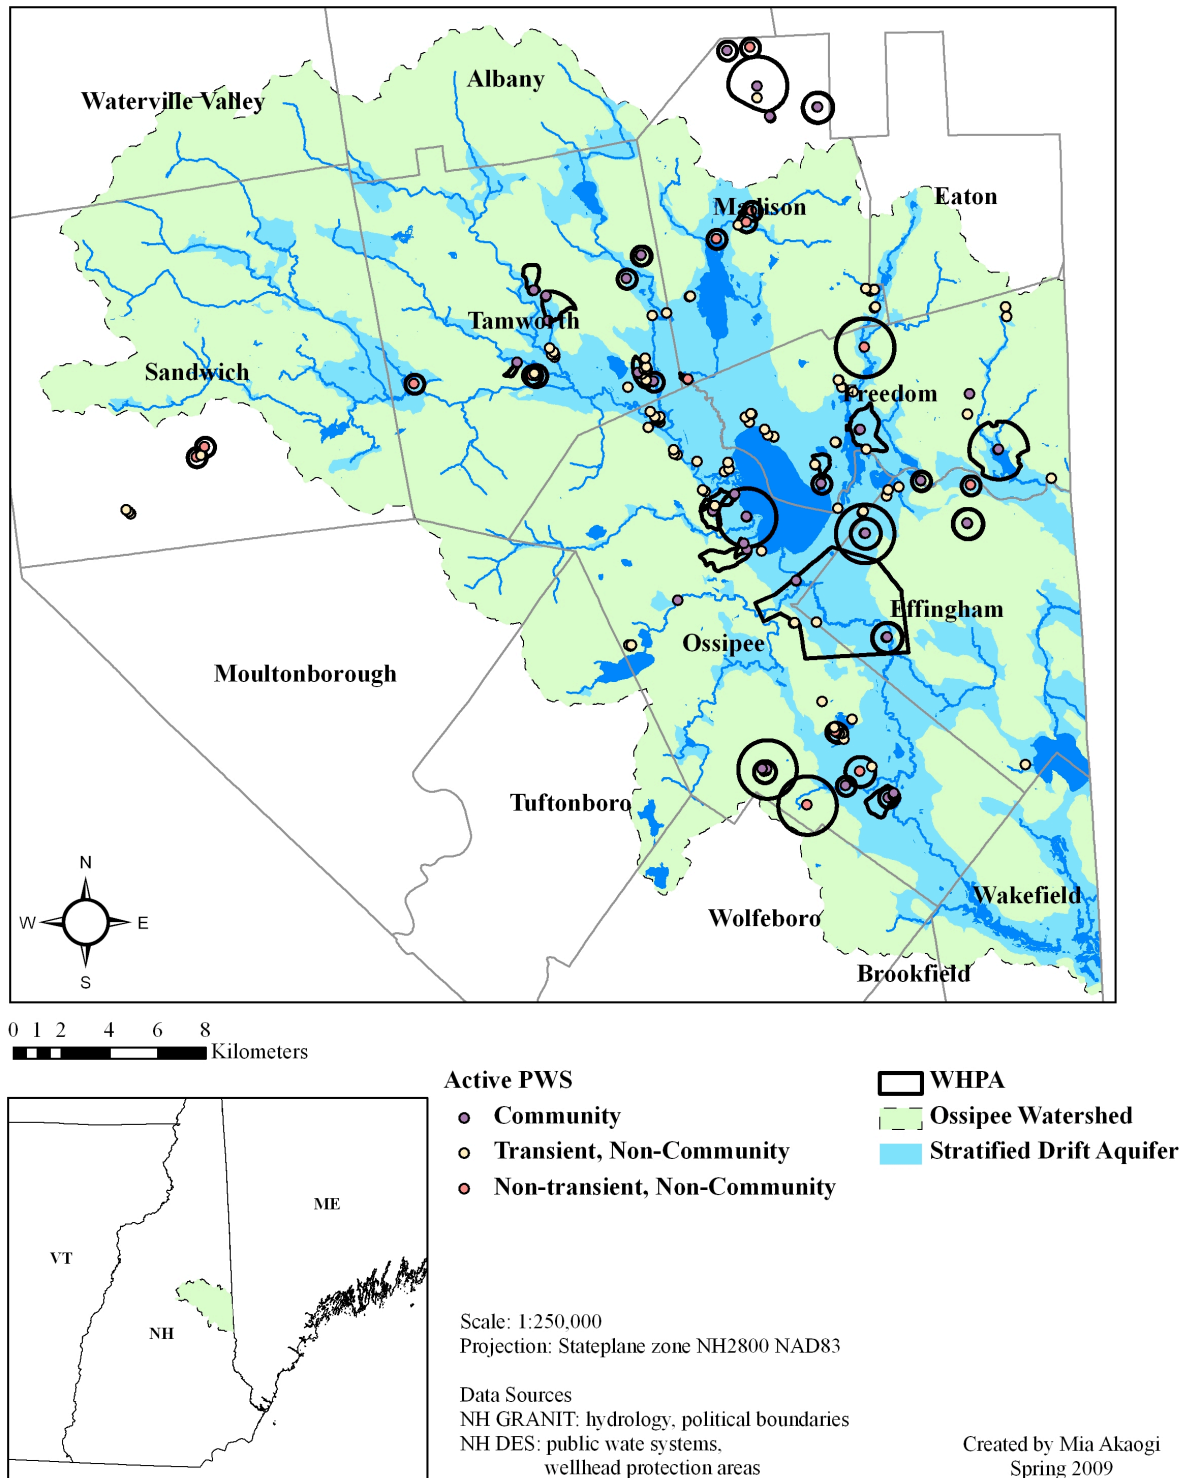 Albany
Waterville Valley
Eaton
Madison
Tamworth
Sandwich
Freedom
Effingham
Ossipee
Moultonborough
Tuftonboro
Wakefield
Wolfeboro
Brookfield
N
W E
S
0 1 2 4 6 8
Kilometers
Active PWS
Community
Transient, Non-Community
Non-transient, Non-Community
WHPA
Ossipee Watershed
Stratified Drift Aquifer
ME
VT
NH
Scale: 1:250,000
Projection: Stateplane zone NH2800 NAD83
Data Sources
NH GRANIT: hydrology, political boundaries
NH DES: public wate systems,
wellhead protection areas
Created by Mia Akaogi
Spring 2009